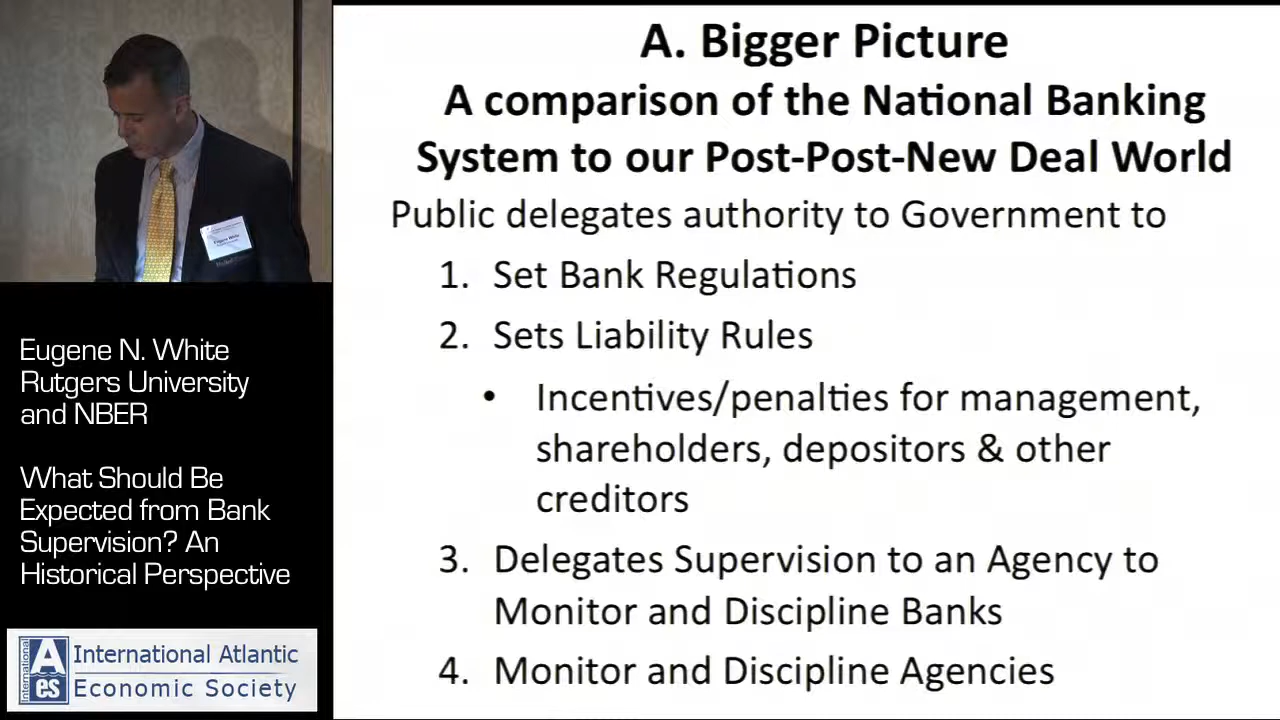 A. Bigger Picture
A comparison of the National Banking
System to our Post-Post-New Deal World
Public delegates authority to Government to
1. Set Bank Regulations
2. Sets Liability Rules
• Incentives/penalties for management,
shareholders, depositors & other
creditors
3. Delegates Supervision to an Agency to
Monitor and Discipline Banks
4. Monitor and Discipline Agencies
Eugene N. White
Rutgers University
and NBER
What Should Be
Expected from Bank
Supervision? An
Historical Perspective
International
A
es
International Atlantic
Economic Society